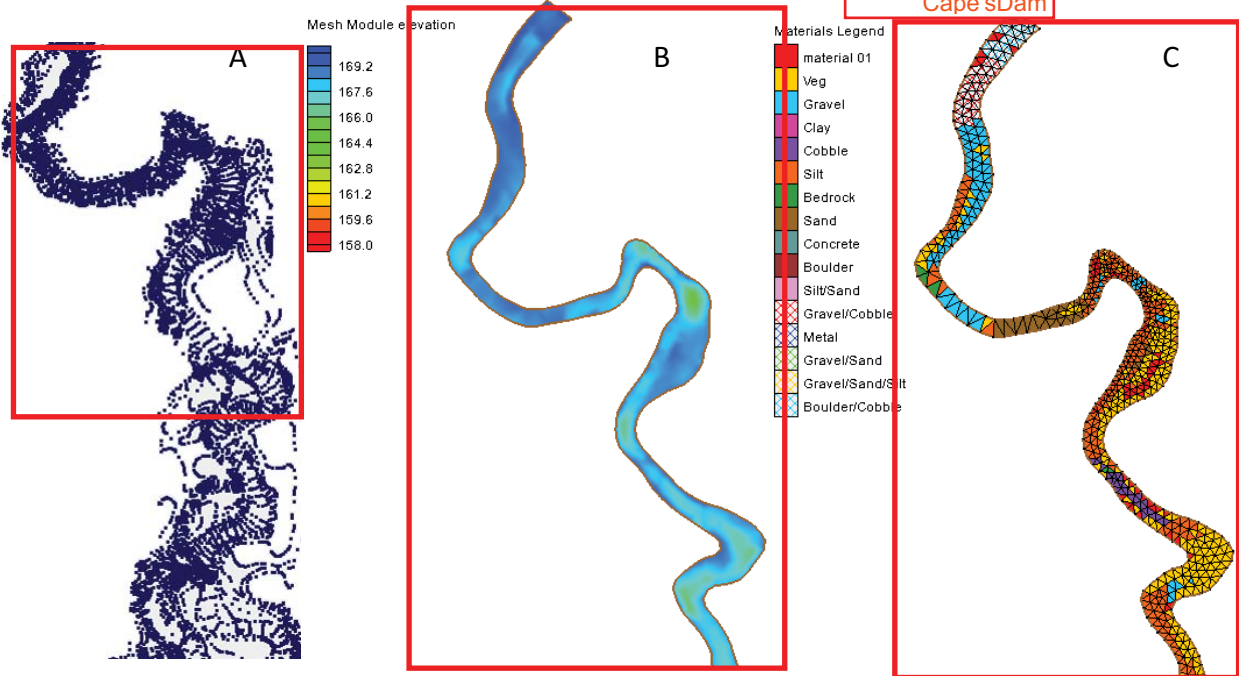 Cape'sDam
A
Mesh Module elevation
169.2
167.6
166.0
164.4
162.8
161.2
159.6
158.0
B
Materials Legend
material 01
Veg
Gravel
Clay
Cobble
Silt
Bedrock
Sand
Concrete
Boulder
Silt/Sand
Gravel/Cobble
Metal
Gravel/Sand
Gravel/Sand/Silt
Boulder/Cobble
C